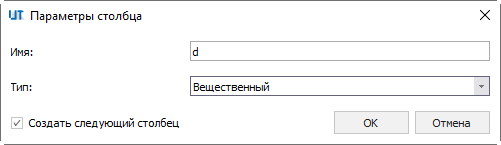 UT Параметры столбца
Имя: d
Тип: Вещественный
Создать следующий столбец OK Отмена